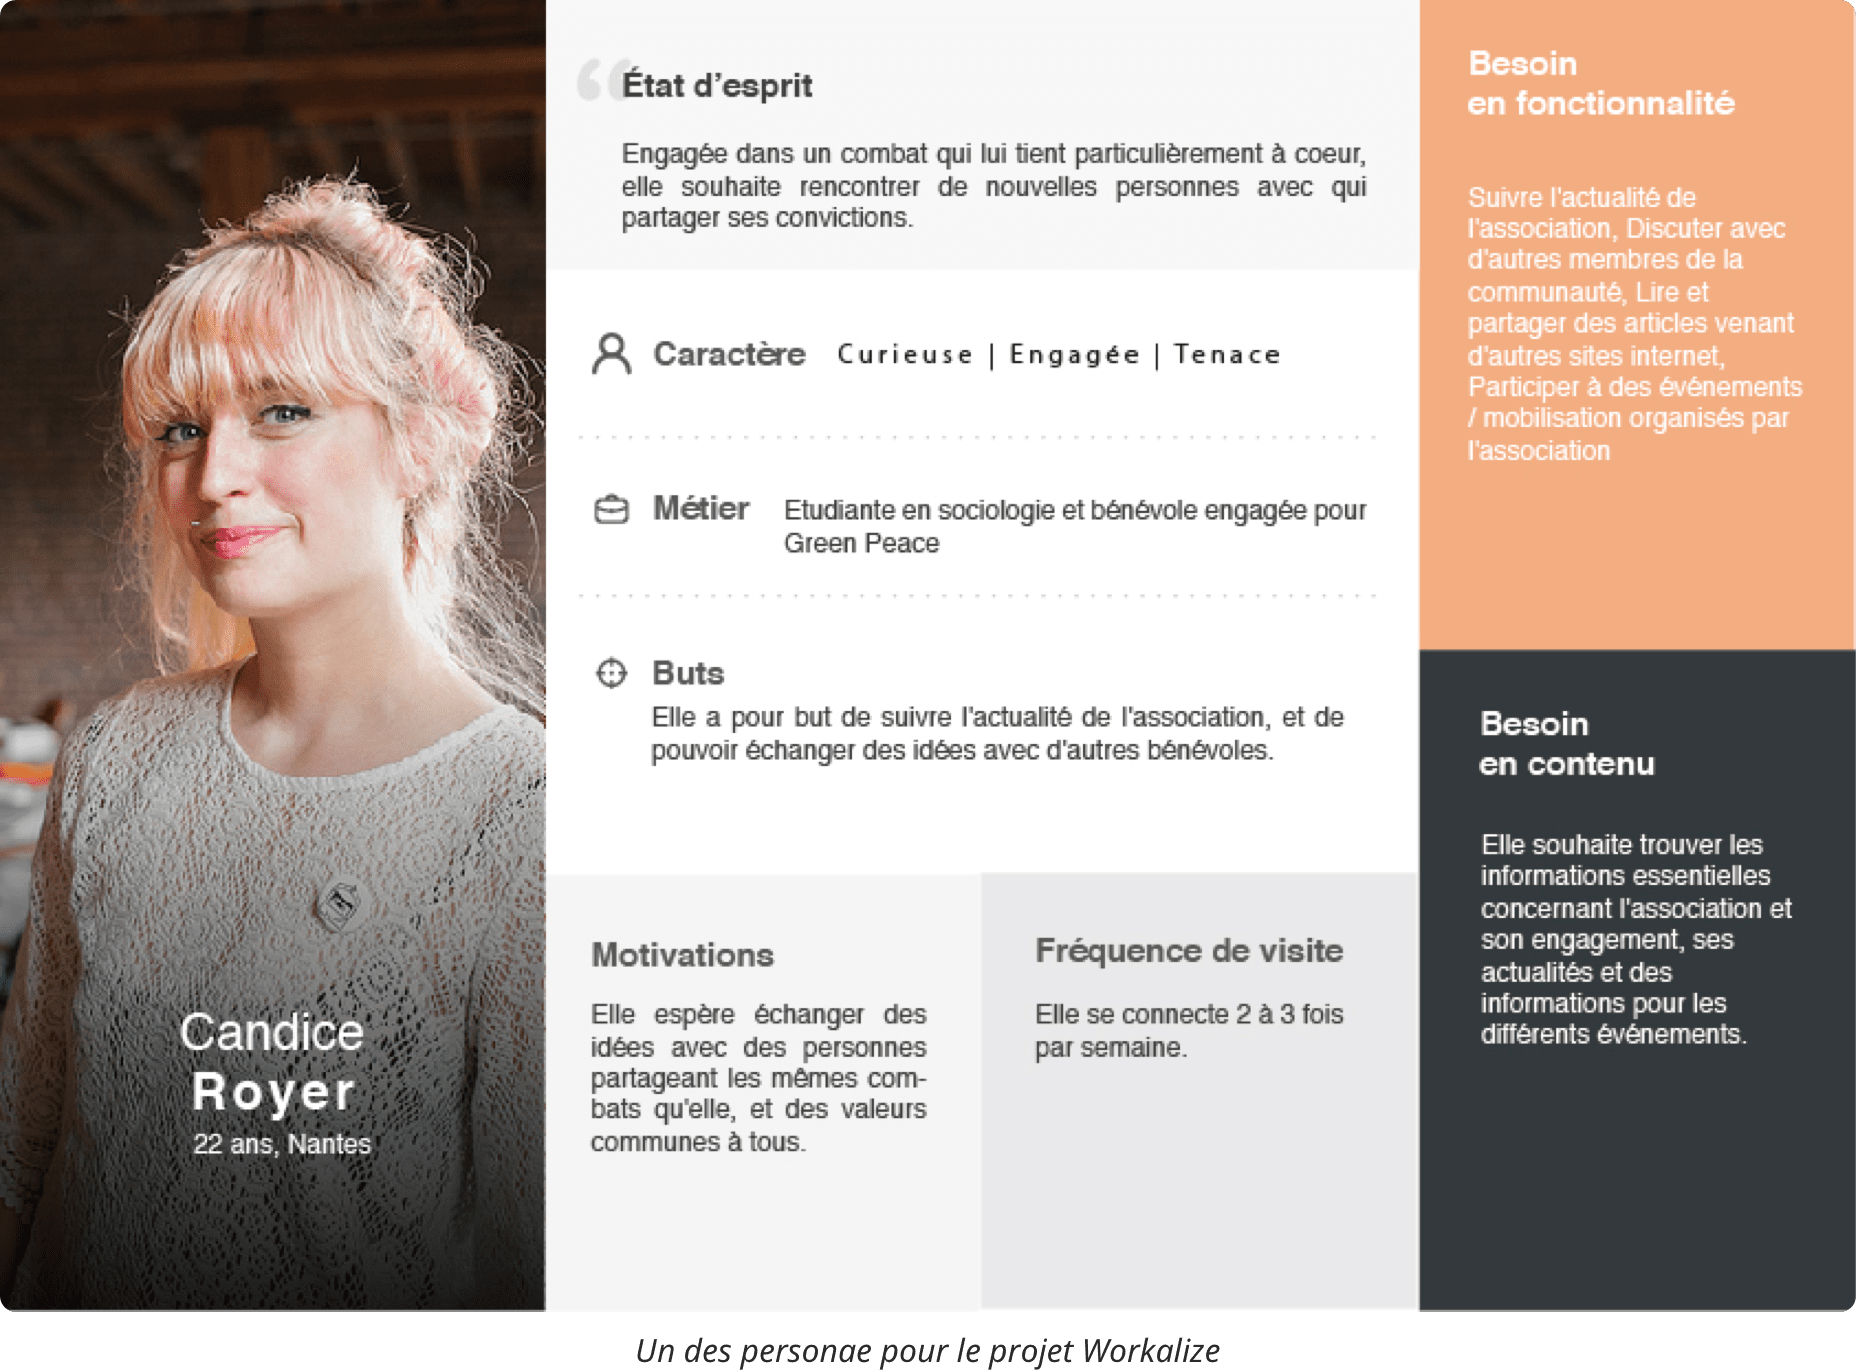 Candice
Royer
22 ans, Nantes
État d’esprit
Engagée dans un combat qui lui tient particulièrement à coeur,
elle souhaite rencontrer de nouvelles personnes avec qui
partager ses convictions.
Caractère Curieuse | Engagée | Tenace
Métier Etudiante en sociologie et bénévole engagée pour
Green Peace
Buts
Elle a pour but de suivre l'actualité de l'association, et de
pouvoir échanger des idées avec d'autres bénévoles.
Motivations
Elle espère échanger des
idées avec des personnes
partageant les mêmes com-
bats qu'elle, et des valeurs
communes à tous.
Fréquence de visite
Elle se connecte 2 à 3 fois
par semaine.
Besoin
en fonctionnalité
Suivre l'actualité de
l'association, Discuter avec
d'autres membres de la
communauté, Lire et
partager des articles venant
d'autres sites internet,
Participer à des événements
/ mobilisation organisés par
l'association
Besoin
en contenu
Elle souhaite trouver les
informations essentielles
concernant l'association et
son engagement, ses
actualités et des
informations pour les
différents événements.
Un des personae pour le projet Workalize